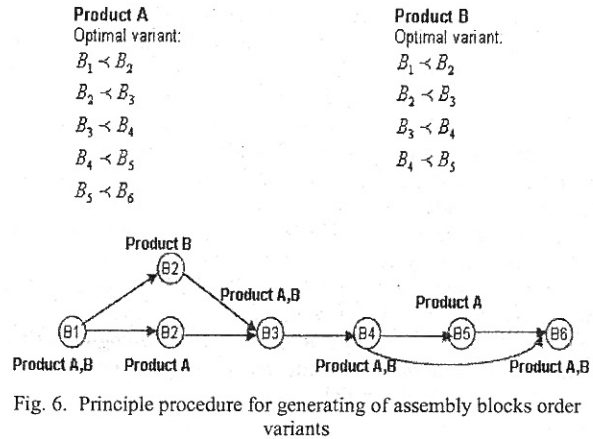 Product A
Optimal variant:
B₁ ≺ B₂
B₂ ≺ B₃
B₃ ≺ B₄
B₄ ≺ B₅
B₅ ≺ B₆
Product B
Optimal variant.
B₁ ≺ B₂
B₂ ≺ B₃
B₃ ≺ B₄
B₄ ≺ B₅
Product B
B2
Product A,B
Product A
B1
B2
B3
B4
B5
B6
Product A,B
Product A
Product A,B
Product A,B
Fig. 6. Principle procedure for generating of assembly blocks order
variants